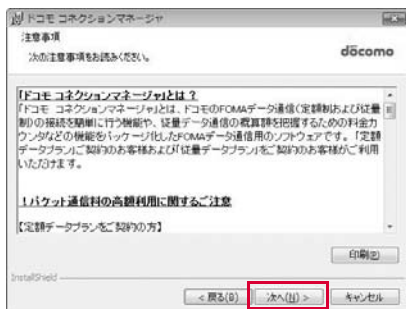 ドコモ コネクションマネージャ
注意事項
次の注意事項をお読みください。
döcomo
「ドコモ コネクションマネージャ」とは？
「ドコモ コネクションマネージャ」とは、ドコモのFOMAデータ通信(定額制および従量
制)の接続を簡単に行う機能や、従量データ通信の概算額を把握するための料金カ
ウンタなどの機能をパッケージ化したFOMAデータ通信用のソフトウェアです。「定額
データプラン」ご契約のお客様および「従量データプラン」をご契約のお客様がご利用
いただけます。
！パケット通信料の高額利用に関するご注意
【定額データプランをご契約の方】
印刷(P)
InstallShield
< 戻る(B)
次へ(N) >
キャンセル